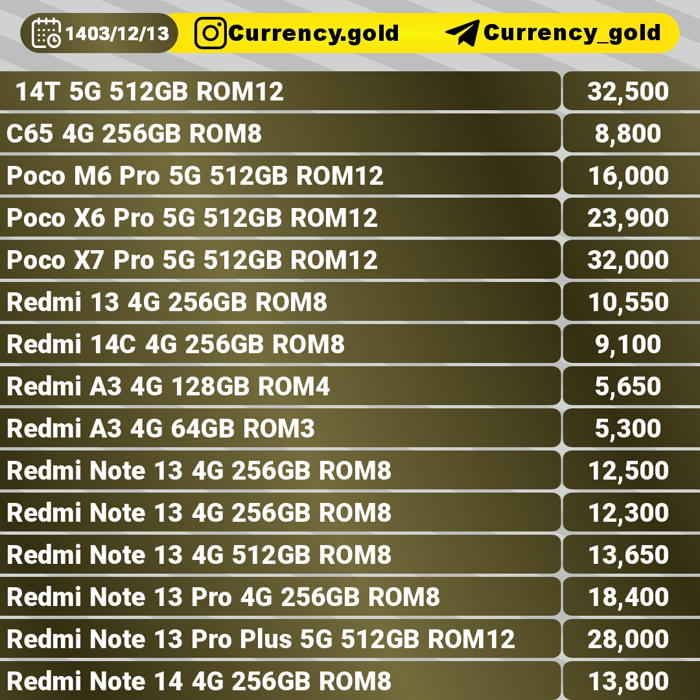 1403/12/13 Currency.gold Currency_gold
14T 5G 512GB ROM12 32,500
C65 4G 256GB ROM8 8,800
Poco M6 Pro 5G 512GB ROM12 16,000
Poco X6 Pro 5G 512GB ROM12 23,900
Poco X7 Pro 5G 512GB ROM12 32,000
Redmi 13 4G 256GB ROM8 10,550
Redmi 14C 4G 256GB ROM8 9,100
Redmi A3 4G 128GB ROM4 5,650
Redmi A3 4G 64GB ROM3 5,300
Redmi Note 13 4G 256GB ROM8 12,500
Redmi Note 13 4G 256GB ROM8 12,300
Redmi Note 13 4G 512GB ROM8 13,650
Redmi Note 13 Pro 4G 256GB ROM8 18,400
Redmi Note 13 Pro Plus 5G 512GB ROM12 28,000
Redmi Note 14 4G 256GB ROM8 13,800